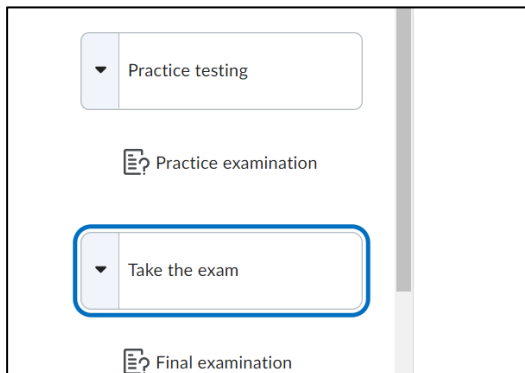 Practice testing
Practice examination
Take the exam
Final examination